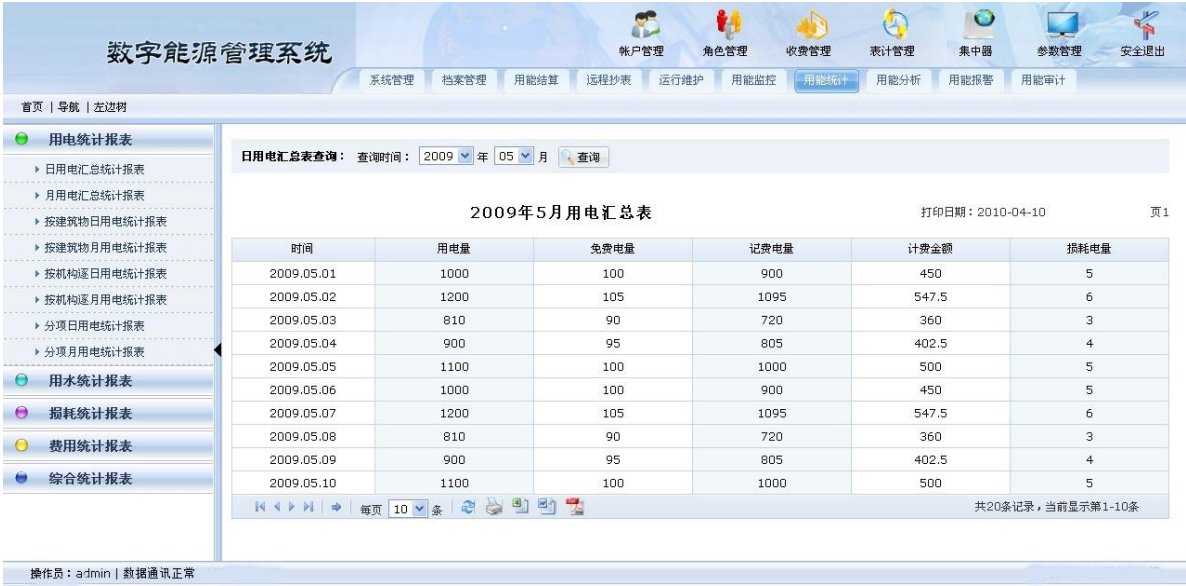 数字能源管理系统
帐户管理 角色管理 收费管理 表计管理 集中器 参数管理 安全退出
系统管理 档案管理 用能结算 远程抄表 运行维护 用能监控 用能统计 用能分析 用能报警 用能审计
首页 | 导航 | 左边树
用电统计报表
日用电汇总统计报表
月用电汇总统计报表
按建筑物日用电统计报表
按建筑物月用电统计报表
按机构逐日用电统计报表
按机构逐月用电统计报表
分项日用电统计报表
分项月用电统计报表
用水统计报表
损耗统计报表
费用统计报表
综合统计报表
日用电汇总表查询： 查询时间： 2009 年 05 月 查询
2009年5月用电汇总表 打印日期：2010-04-10 页1
时间 用电量 免费电量 记费电量 计费金额 损耗电量
2009.05.01 1000 100 900 450 5
2009.05.02 1200 105 1095 547.5 6
2009.05.03 810 90 720 360 3
2009.05.04 900 95 805 402.5 4
2009.05.05 1100 100 1000 500 5
2009.05.06 1000 100 900 450 5
2009.05.07 1200 105 1095 547.5 6
2009.05.08 810 90 720 360 3
2009.05.09 900 95 805 402.5 4
2009.05.10 1100 100 1000 500 5
每页 10 条 共20条记录，当前显示第1-10条
操作员：admin | 数据通讯正常